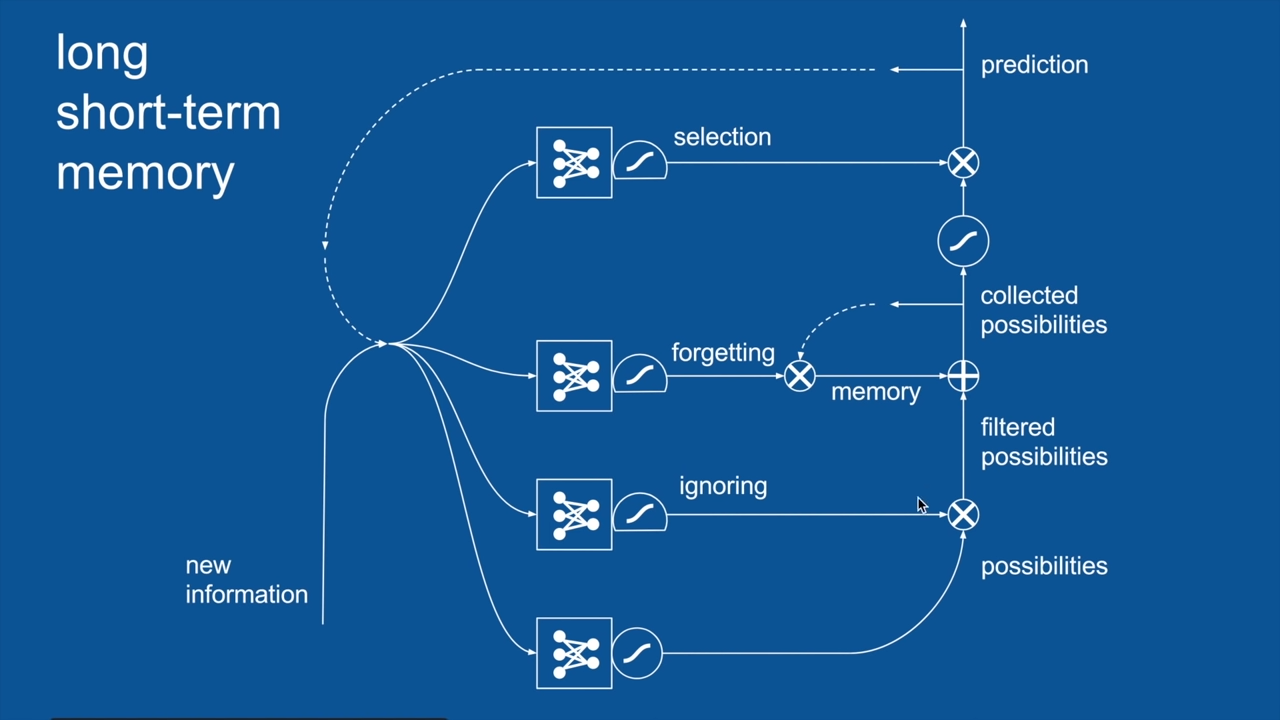 long
short-term
memory
prediction
selection
collected
possibilities
forgetting
memory
filtered
possibilities
ignoring
new
information
possibilities